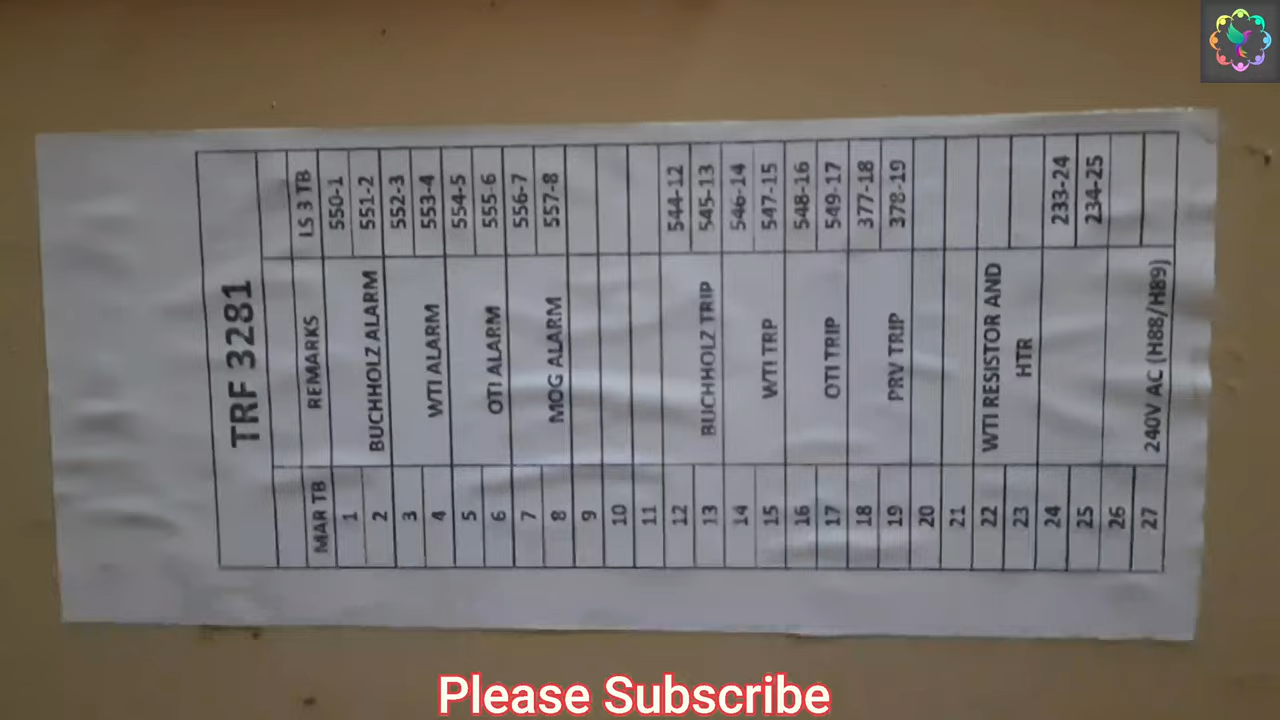 TRF 3281
MAR TB REMARKS LS 3 TB
1 550-1
2 BUCHHOLZ ALARM 551-2
3 552-3
4 WTI ALARM 553-4
5 554-5
6 OTI ALARM 555-6
7 556-7
8 MOG ALARM 557-8
9
10
11
12 544-12
13 BUCHHOLZ TRIP 545-13
14 546-14
15 WTI TRP 547-15
16 548-16
17 OTI TRIP 549-17
18 377-18
19 PRV TRIP 378-19
20
21
22 WTI RESISTOR AND
23 HTR
24 233-24
25 234-25
26
27 240V AC (H88/H89)
Please Subscribe